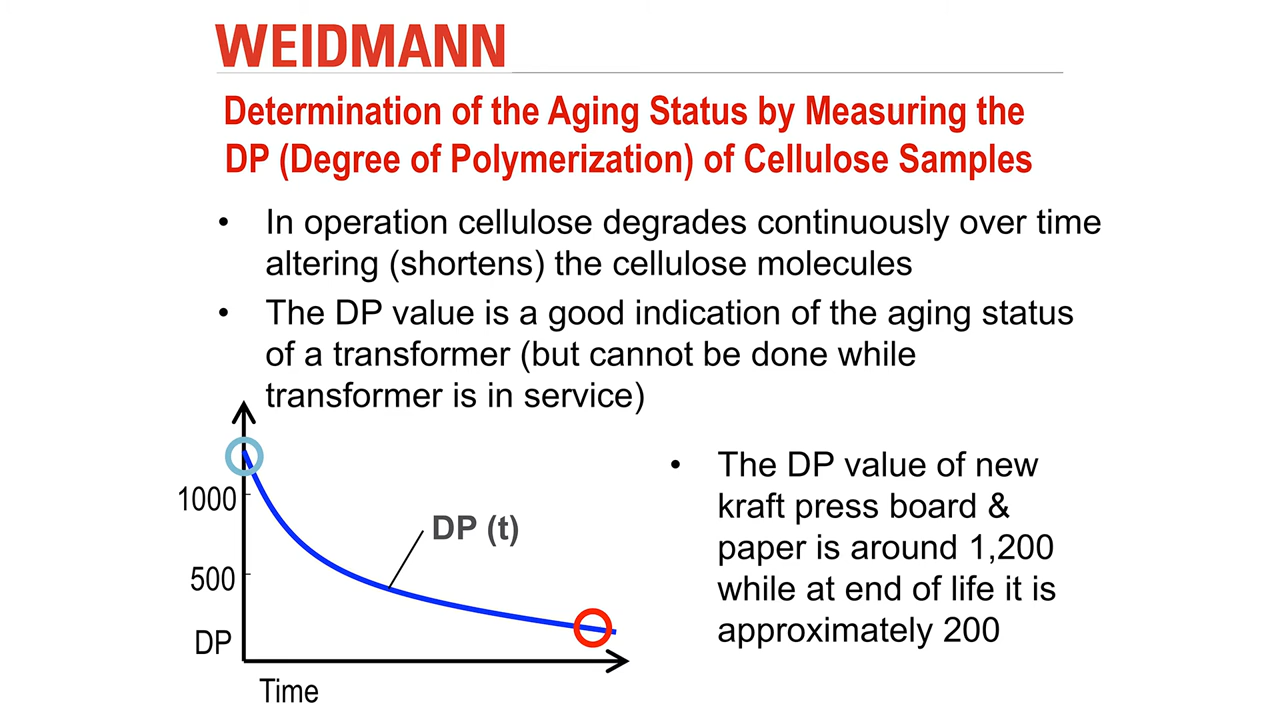 WEIDMANN
Determination of the Aging Status by Measuring the
DP (Degree of Polymerization) of Cellulose Samples
• In operation cellulose degrades continuously over time
altering (shortens) the cellulose molecules
• The DP value is a good indication of the aging status
of a transformer (but cannot be done while
transformer is in service)
1000
500
DP
Time
DP (t)
• The DP value of new
kraft press board &
paper is around 1,200
while at end of life it is
approximately 200